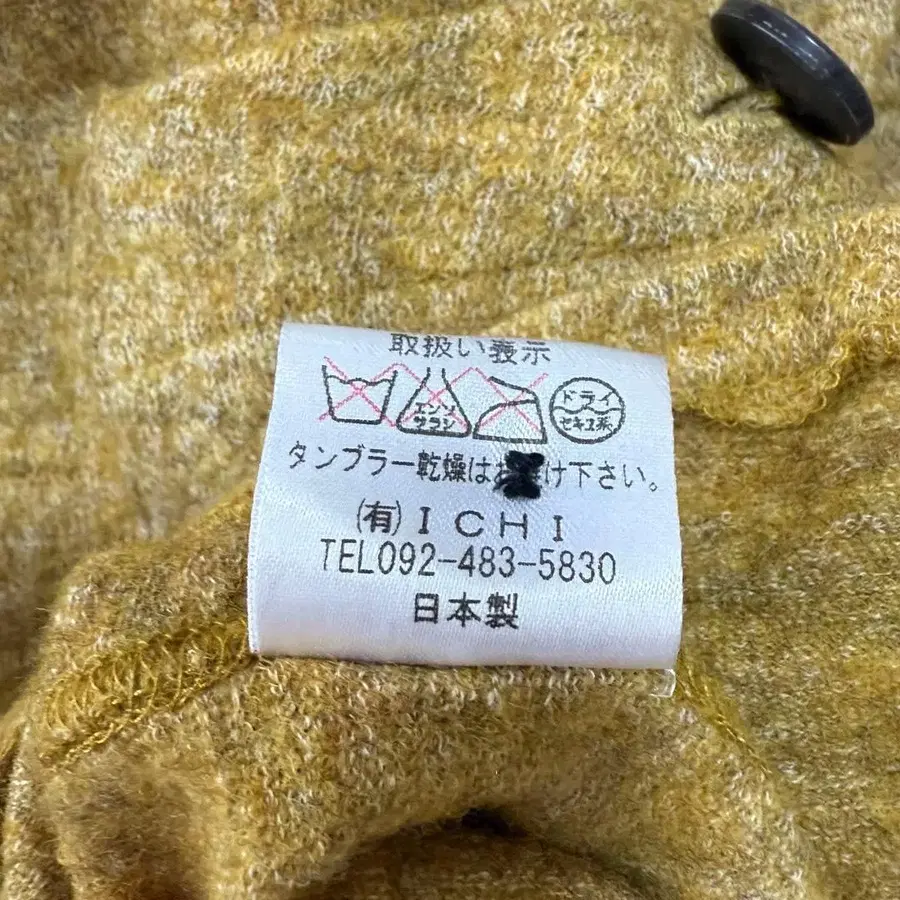 取扱い表示
エンソ
サラシ
ドライ
セキユ系
タンブラー乾燥はお け下さい。
(有)ICHI
TEL092-483-5830
日本製